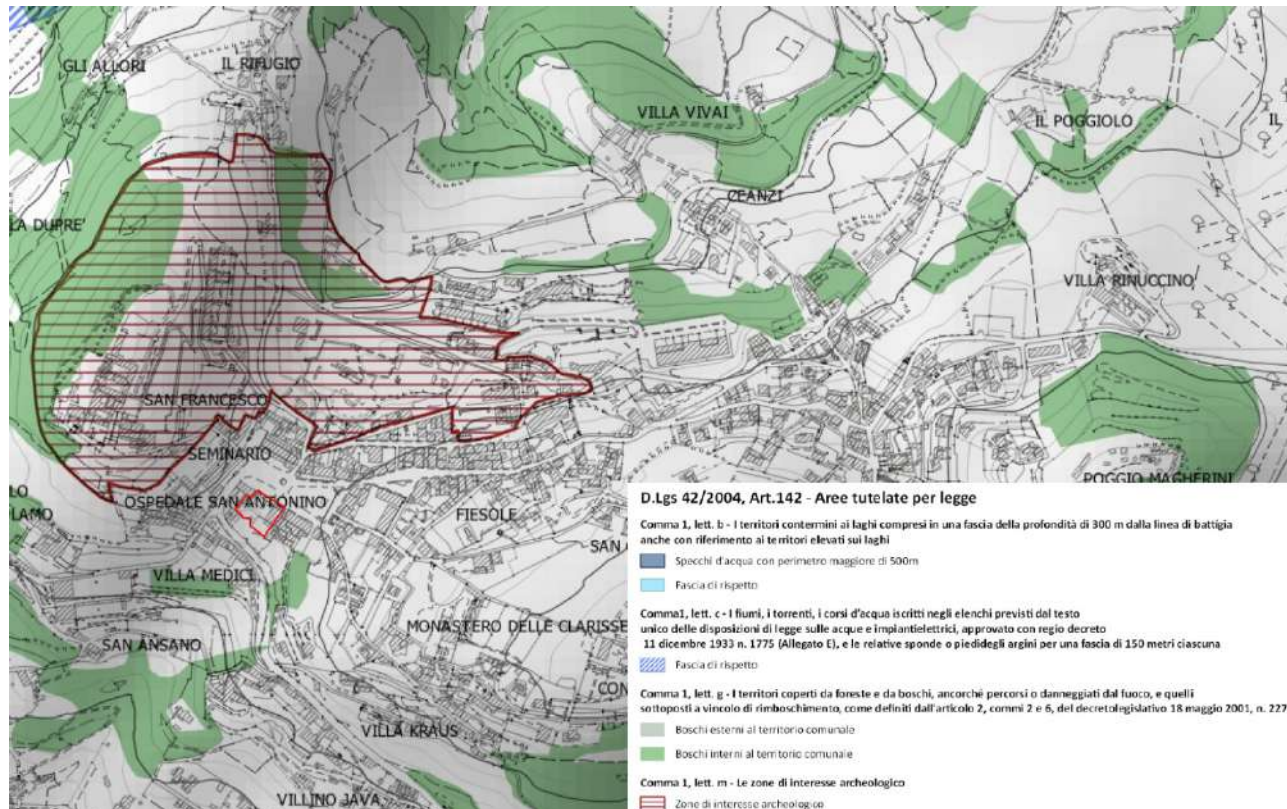 GLI ALLORI
IL RIFUGIO
VILLA VIVAI
IL POGGIOLO
IL
CEANZI
LA DUPRE'
VILLA RINUCCINO
SAN FRANCESCO
SEMINARIO
POGGIO MAGHERINI
LO
LAMO
OSPEDALE SAN ANTONINO
FIESOLE
SAN
VILLA MEDICI
MONASTERO DELLE CLARISSE
SAN ANSANO
CON
VILLA KRAUS
VILLINO JAVA
D.Lgs 42/2004, Art.142 - Aree tutelate per legge
Comma 1, lett. b - I territori contermini ai laghi compresi in una fascia della profondità di 300 m dalla linea di battigia
anche con riferimento ai territori elevati sui laghi
Specchi d'acqua con perimetro maggiore di 500m
Fascia di rispetto
Comma1, lett. c - I fiumi, i torrenti, i corsi d'acqua iscritti negli elenchi previsti dal testo
unico delle disposizioni di legge sulle acque e impiantielettrici, approvato con regio decreto
11 dicembre 1933 n. 1775 (Allegato E), e le relative sponde o piedidegli argini per una fascia di 150 metri ciascuna
Fascia di rispetto
Comma 1, lett. g - I territori coperti da foreste e da boschi, ancorché percorsi o danneggiati dal fuoco, e quelli
sottoposti a vincolo di rimboschimento, come definiti dall'articolo 2, commi 2 e 6, del decretolegislativo 18 maggio 2001, n. 227
Boschi esterni al territorio comunale
Boschi interni al territorio comunale
Comma 1, lett. m - Le zone di interesse archeologico
Zone di interesse archeologico